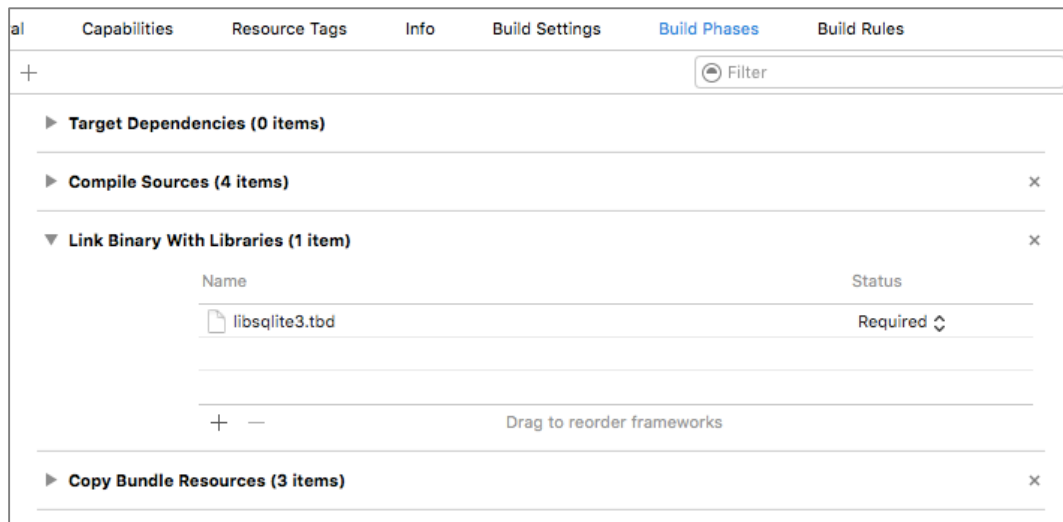 al Capabilities Resource Tags Info Build Settings Build Phases Build Rules
Filter
Target Dependencies (0 items)
Compile Sources (4 items)
Link Binary With Libraries (1 item)
Name Status
libsqlite3.tbd Required
Drag to reorder frameworks
Copy Bundle Resources (3 items)